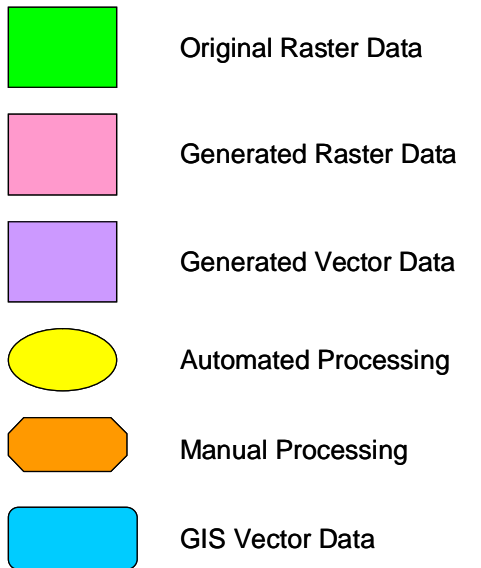 Original Raster Data
Generated Raster Data
Generated Vector Data
Automated Processing
Manual Processing
GIS Vector Data